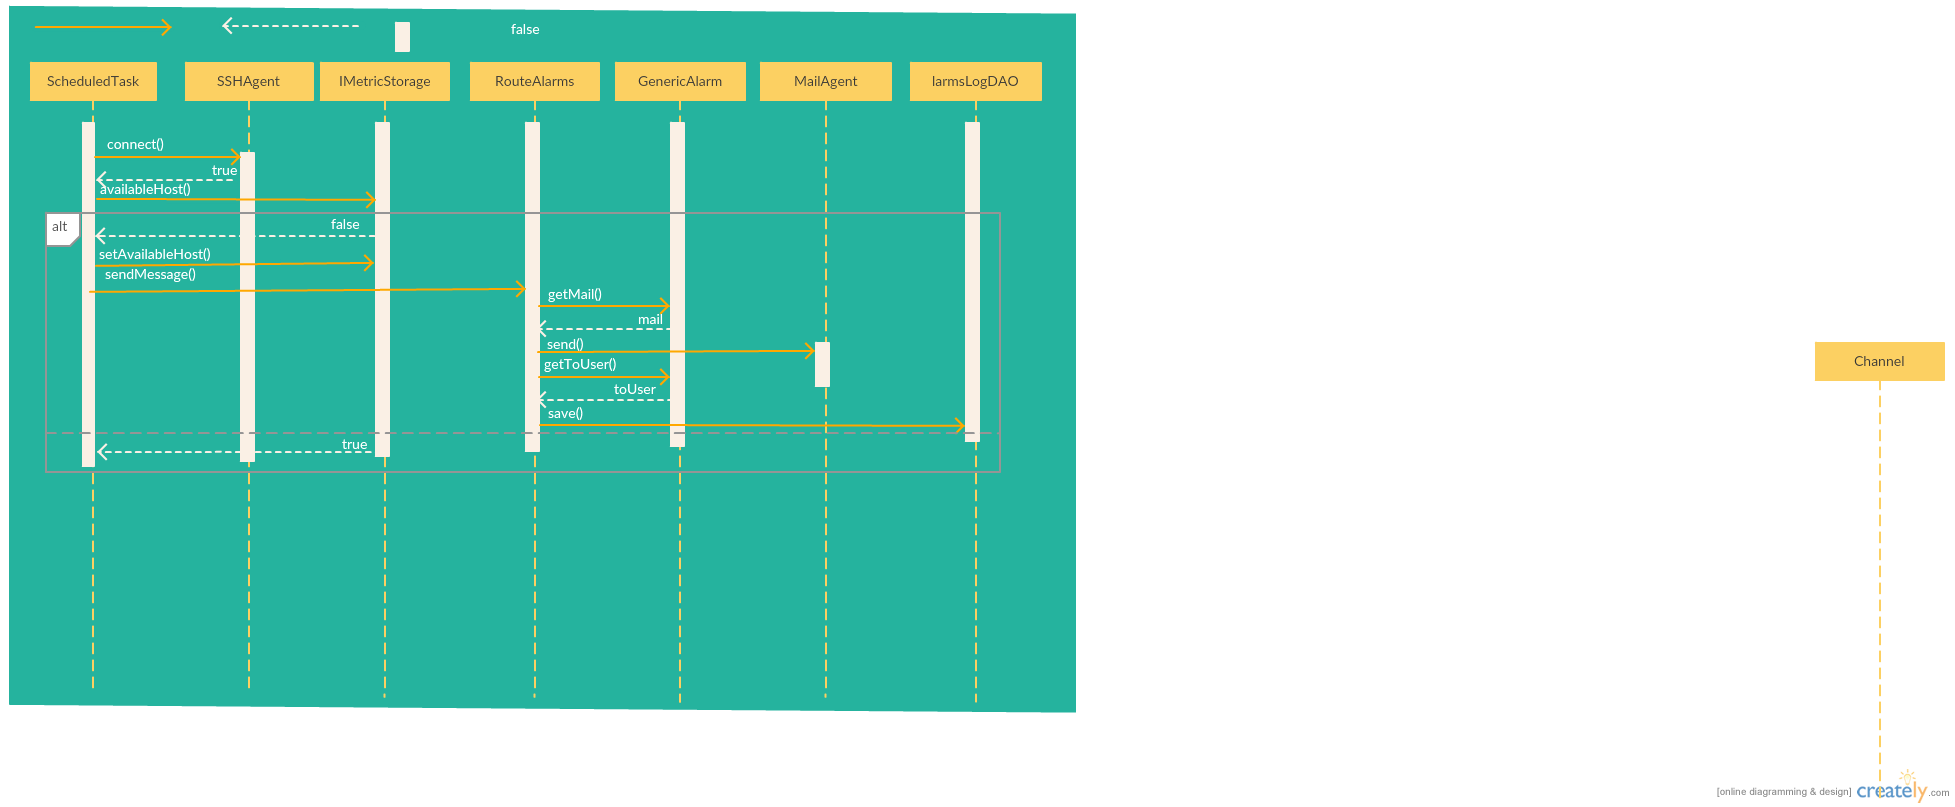 false
ScheduledTask
SSHAgent
IMetricStorage
RouteAlarms
GenericAlarm
MailAgent
larmsLogDAO
connect()
true
availableHost()
alt
false
setAvailableHost()
sendMessage()
getMail()
mail
send()
getToUser()
toUser
save()
true
Channel
[online diagramming & design] creately.com